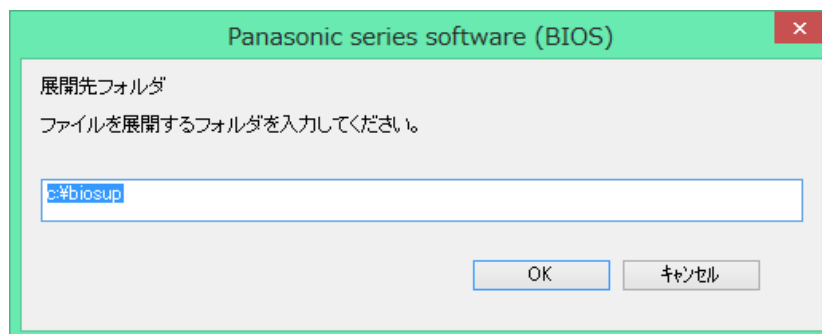 Panasonic series software (BIOS)
展開先フォルダ
ファイルを展開するフォルダを入力してください。
c:¥biosup
OK
キャンセル